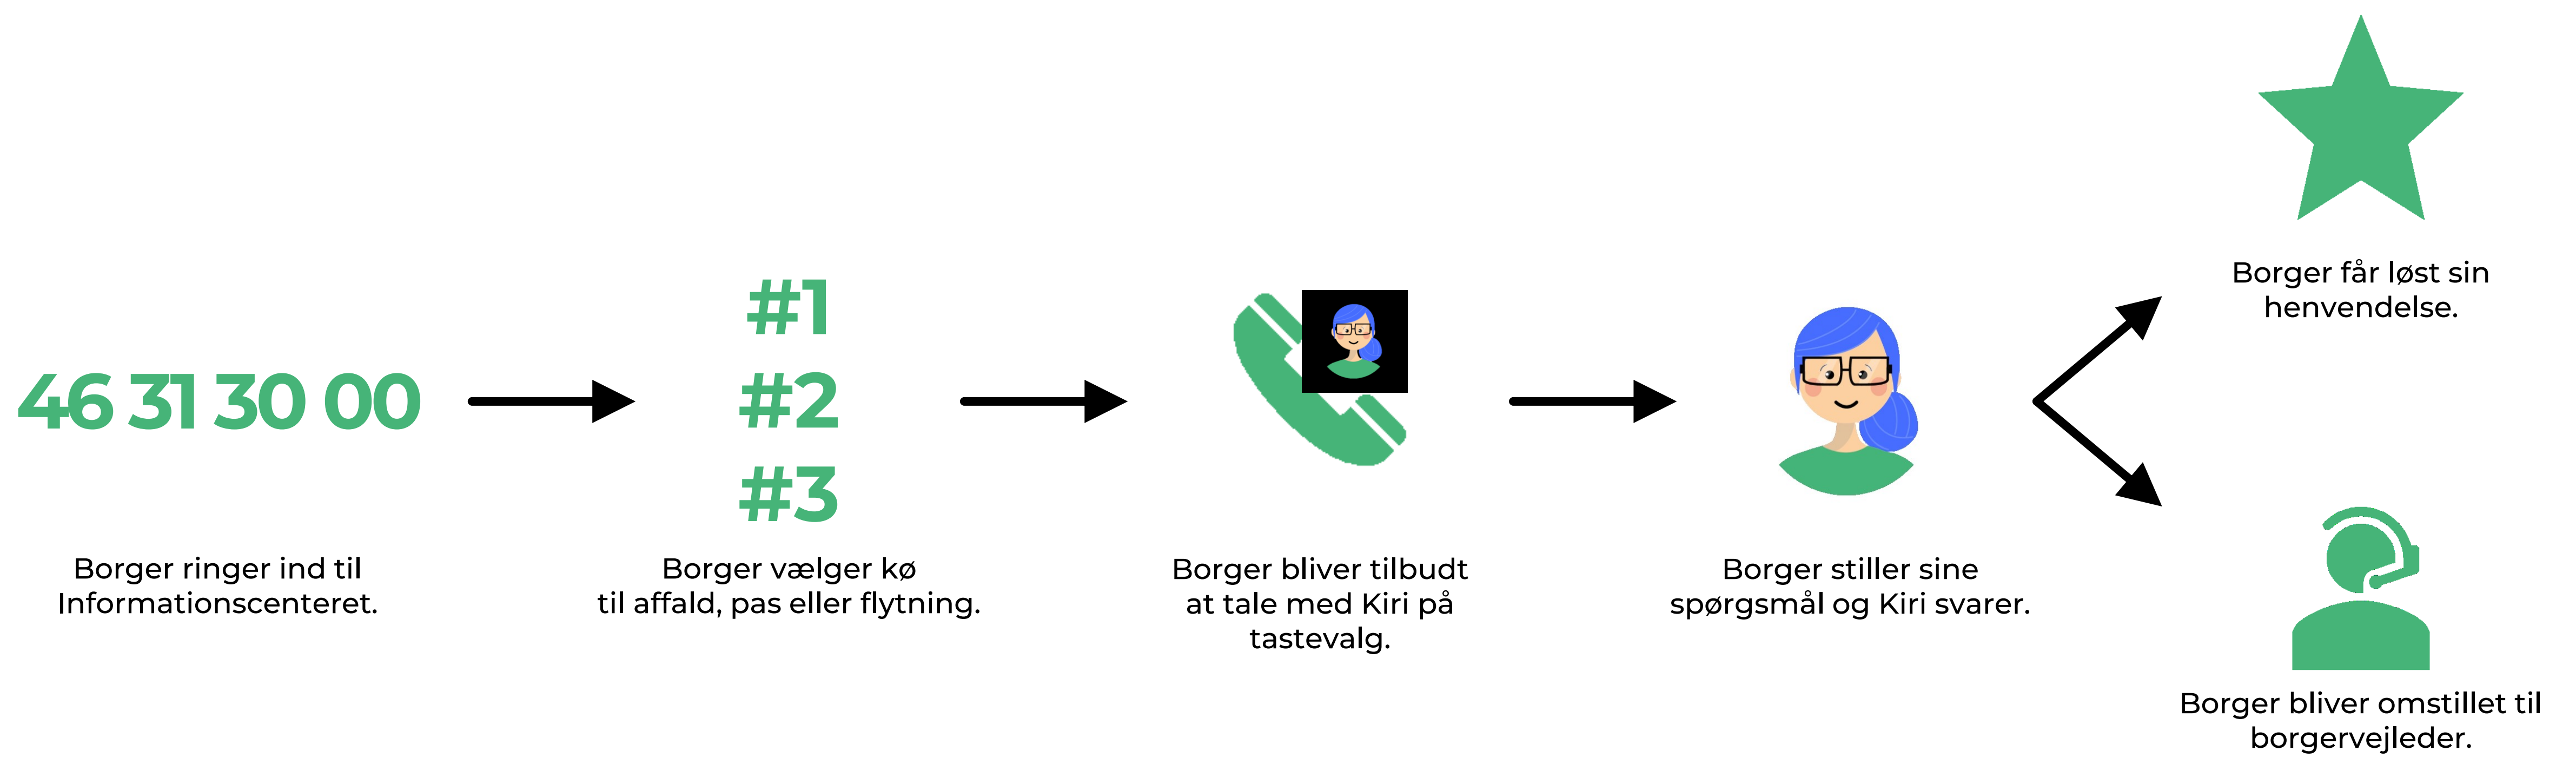 46 31 30 00
Borger ringer ind til
Informationscenteret.
#1
#2
#3
Borger vælger kø
til affald, pas eller flytning.
Borger bliver tilbudt
at tale med Kiri på
tastevalg.
Borger stiller sine
spørgsmål og Kiri svarer.
Borger får løst sin
henvendelse.
Borger bliver omstillet til
borgervejleder.